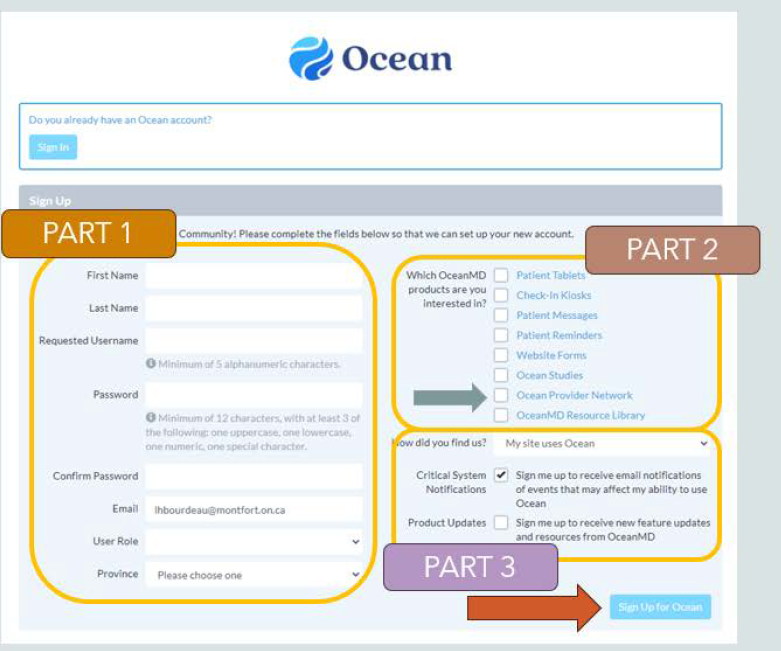 Ocean
Do you already have an Ocean account?
Sign In
Sign Up
PART 1
Community! Please complete the fields below so that we can set up your new account.
First Name
Last Name
Requested Username
Minimum of 5 alphanumeric characters.
Password
Minimum of 12 characters, with at least 3 of
the following: one uppercase, one lowercase,
one numeric, one special character.
Confirm Password
Email
lhbourdeau@montfort.on.ca
User Role
Province
Please choose one
PART 2
Which OceanMD
products are you
interested in?
Patient Tablets
Check-In Kiosks
Patient Messages
Patient Reminders
Website Forms
Ocean Studies
Ocean Provider Network
OceanMD Resource Library
How did you find us?
My site uses Ocean
Critical System
Notifications
Sign me up to receive email notifications
of events that may affect my ability to use
Ocean
Product Updates
Sign me up to receive new feature updates
and resources from OceanMD
PART 3
Sign Up for Ocean